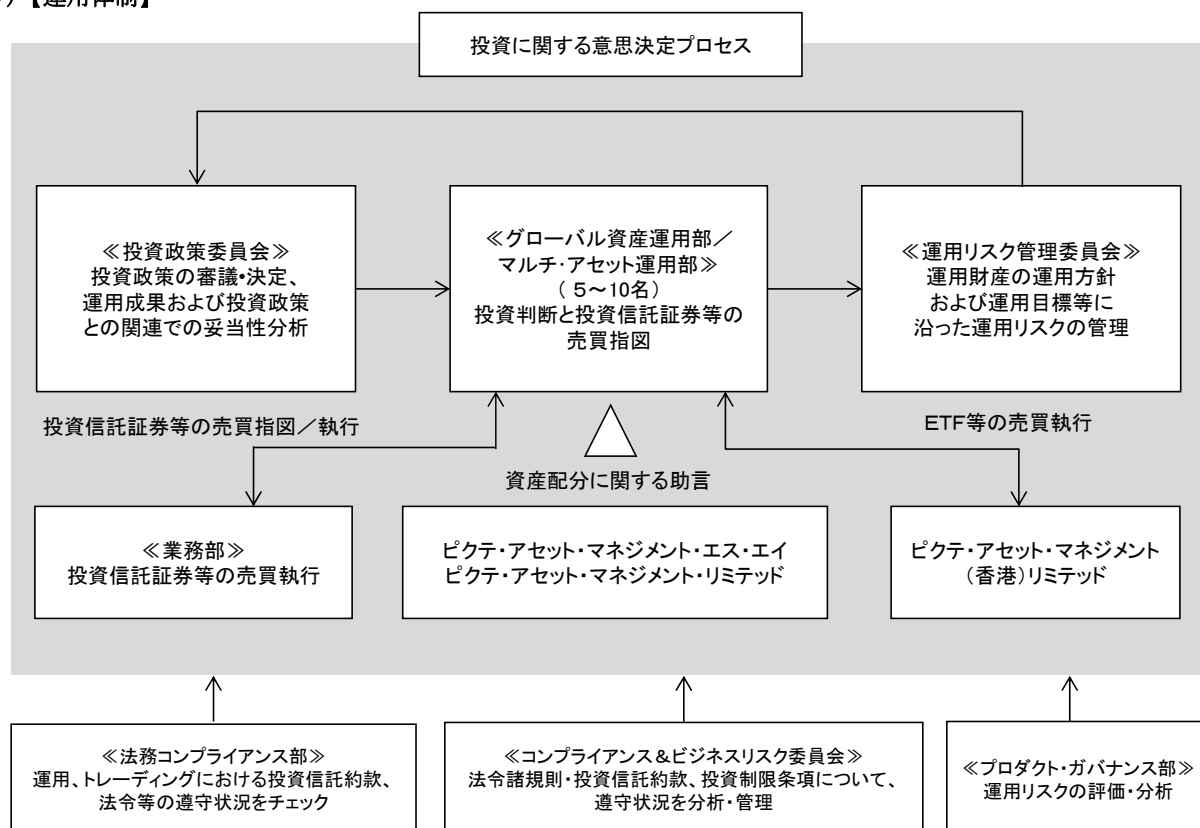 【運用体制】
投資に関する意思決定プロセス
≪投資政策委員会≫
投資政策の審議・決定、
運用成果および投資政策
との関連での妥当性分析
≪グローバル資産運用部／
マルチ・アセット運用部≫
（５～10名）
投資判断と投資信託証券等の
売買指図
≪運用リスク管理委員会≫
運用財産の運用方針
および運用目標等に
沿った運用リスクの管理
投資信託証券等の売買指図／執行
ETF等の売買執行
資産配分に関する助言
≪業務部≫
投資信託証券等の売買執行
ピクテ・アセット・マネジメント・エス・エイ
ピクテ・アセット・マネジメント・リミテッド
ピクテ・アセット・マネジメント
（香港）リミテッド
≪法務コンプライアンス部≫
運用、トレーディングにおける投資信託約款、
法令等の遵守状況をチェック
≪コンプライアンス＆ビジネスリスク委員会≫
法令諸規則・投資信託約款、投資制限条項について、
遵守状況を分析・管理
≪プロダクト・ガバナンス部≫
運用リスクの評価・分析